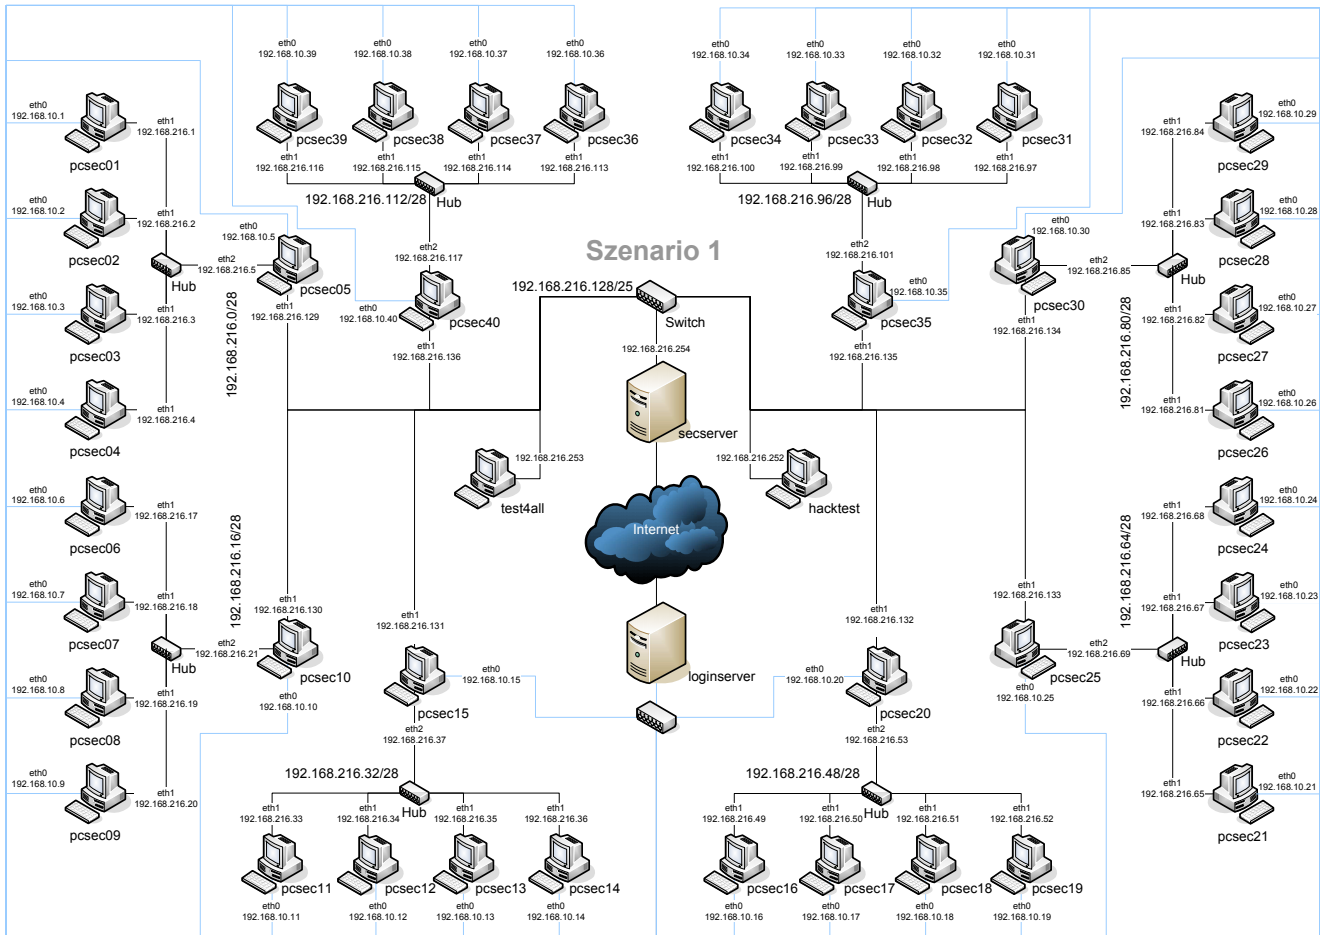 eth0
192.168.10.39
eth0
192.168.10.38
eth0
192.168.10.37
eth0
192.168.10.36
eth0
192.168.10.34
eth0
192.168.10.33
eth0
192.168.10.32
eth0
192.168.10.31
pcsec39
pcsec38
pcsec37
pcsec36
pcsec34
pcsec33
pcsec32
pcsec31
eth1
192.168.216.116
eth1
192.168.216.115
eth1
192.168.216.114
eth1
192.168.216.113
eth1
192.168.216.100
eth1
192.168.216.99
eth1
192.168.216.98
eth1
192.168.216.97
192.168.216.112/28
Hub
192.168.216.96/28
Hub
eth0
192.168.10.1
eth1
192.168.216.1
pcsec01
eth0
192.168.10.2
eth1
192.168.216.2
pcsec02
Hub
eth2
192.168.216.5
eth0
192.168.10.5
pcsec05
eth1
192.168.216.129
192.168.216.0/28
eth0
192.168.10.3
eth1
192.168.216.3
pcsec03
eth0
192.168.10.4
eth1
192.168.216.4
pcsec04
eth2
192.168.216.117
eth0
192.168.10.40
pcsec40
eth1
192.168.216.136
Szenario 1
192.168.216.128/25
Switch
192.168.216.254
secserver
192.168.216.253
test4all
192.168.216.252
hacktest
Internet
loginserver
eth2
192.168.216.101
eth0
192.168.10.35
pcsec35
eth1
192.168.216.135
eth0
192.168.10.30
eth2
192.168.216.85
pcsec30
eth1
192.168.216.134
192.168.216.80/28
Hub
eth1
192.168.216.84
eth0
192.168.10.29
pcsec29
eth1
192.168.216.83
eth0
192.168.10.28
pcsec28
eth1
192.168.216.82
eth0
192.168.10.27
pcsec27
eth1
192.168.216.81
eth0
192.168.10.26
pcsec26
eth0
192.168.10.6
eth1
192.168.216.17
pcsec06
eth0
192.168.10.7
eth1
192.168.216.18
pcsec07
Hub
eth2
192.168.216.21
192.168.216.16/28
eth1
192.168.216.130
pcsec10
eth0
192.168.10.10
eth0
192.168.10.8
eth1
192.168.216.19
pcsec08
eth0
192.168.10.9
eth1
192.168.216.20
pcsec09
eth1
192.168.216.131
eth0
192.168.10.15
pcsec15
eth2
192.168.216.37
192.168.216.32/28
Hub
eth1
192.168.216.132
eth0
192.168.10.20
pcsec20
eth2
192.168.216.53
192.168.216.48/28
Hub
eth1
192.168.216.133
eth2
192.168.216.69
pcsec25
eth0
192.168.10.25
192.168.216.64/28
Hub
eth1
192.168.216.68
eth0
192.168.10.24
pcsec24
eth1
192.168.216.67
eth0
192.168.10.23
pcsec23
eth1
192.168.216.66
eth0
192.168.10.22
pcsec22
eth1
192.168.216.65
eth0
192.168.10.21
pcsec21
eth1
192.168.216.33
eth1
192.168.216.34
eth1
192.168.216.35
eth1
192.168.216.36
eth1
192.168.216.49
eth1
192.168.216.50
eth1
192.168.216.51
eth1
192.168.216.52
pcsec11
pcsec12
pcsec13
pcsec14
pcsec16
pcsec17
pcsec18
pcsec19
eth0
192.168.10.11
eth0
192.168.10.12
eth0
192.168.10.13
eth0
192.168.10.14
eth0
192.168.10.16
eth0
192.168.10.17
eth0
192.168.10.18
eth0
192.168.10.19